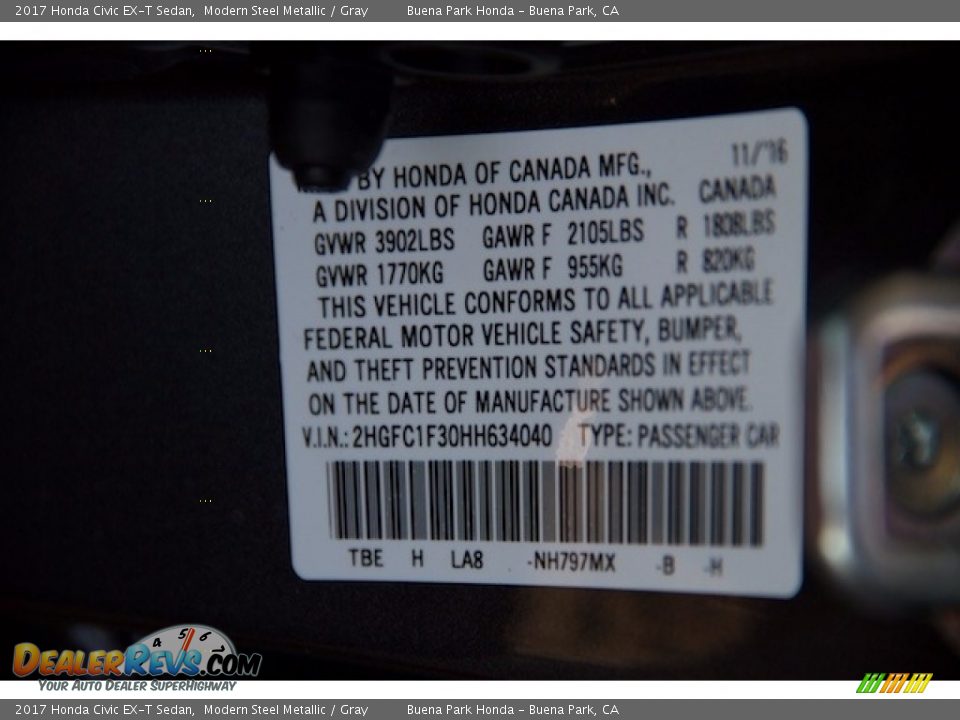 2017 Honda Civic EX-T Sedan, Modern Steel Metallic / Gray Buena Park Honda - Buena Park, CA
11/16
BY HONDA OF CANADA MFG.,
A DIVISION OF HONDA CANADA INC. CANADA
GVWR 3902LBS GAWR F 2105LBS R 1808LBS
GVWR 1770KG GAWR F 955KG R 820KG
THIS VEHICLE CONFORMS TO ALL APPLICABLE
FEDERAL MOTOR VEHICLE SAFETY, BUMPER,
AND THEFT PREVENTION STANDARDS IN EFFECT
ON THE DATE OF MANUFACTURE SHOWN ABOVE.
V.I.N.: 2HGFC1F30HH634040 TYPE: PASSENGER CAR
TBE H LA8 -NH797MX -B -H
4 5 6
DealerRevs.com
Your Auto Dealer SuperHighway
2017 Honda Civic EX-T Sedan, Modern Steel Metallic / Gray Buena Park Honda - Buena Park, CA